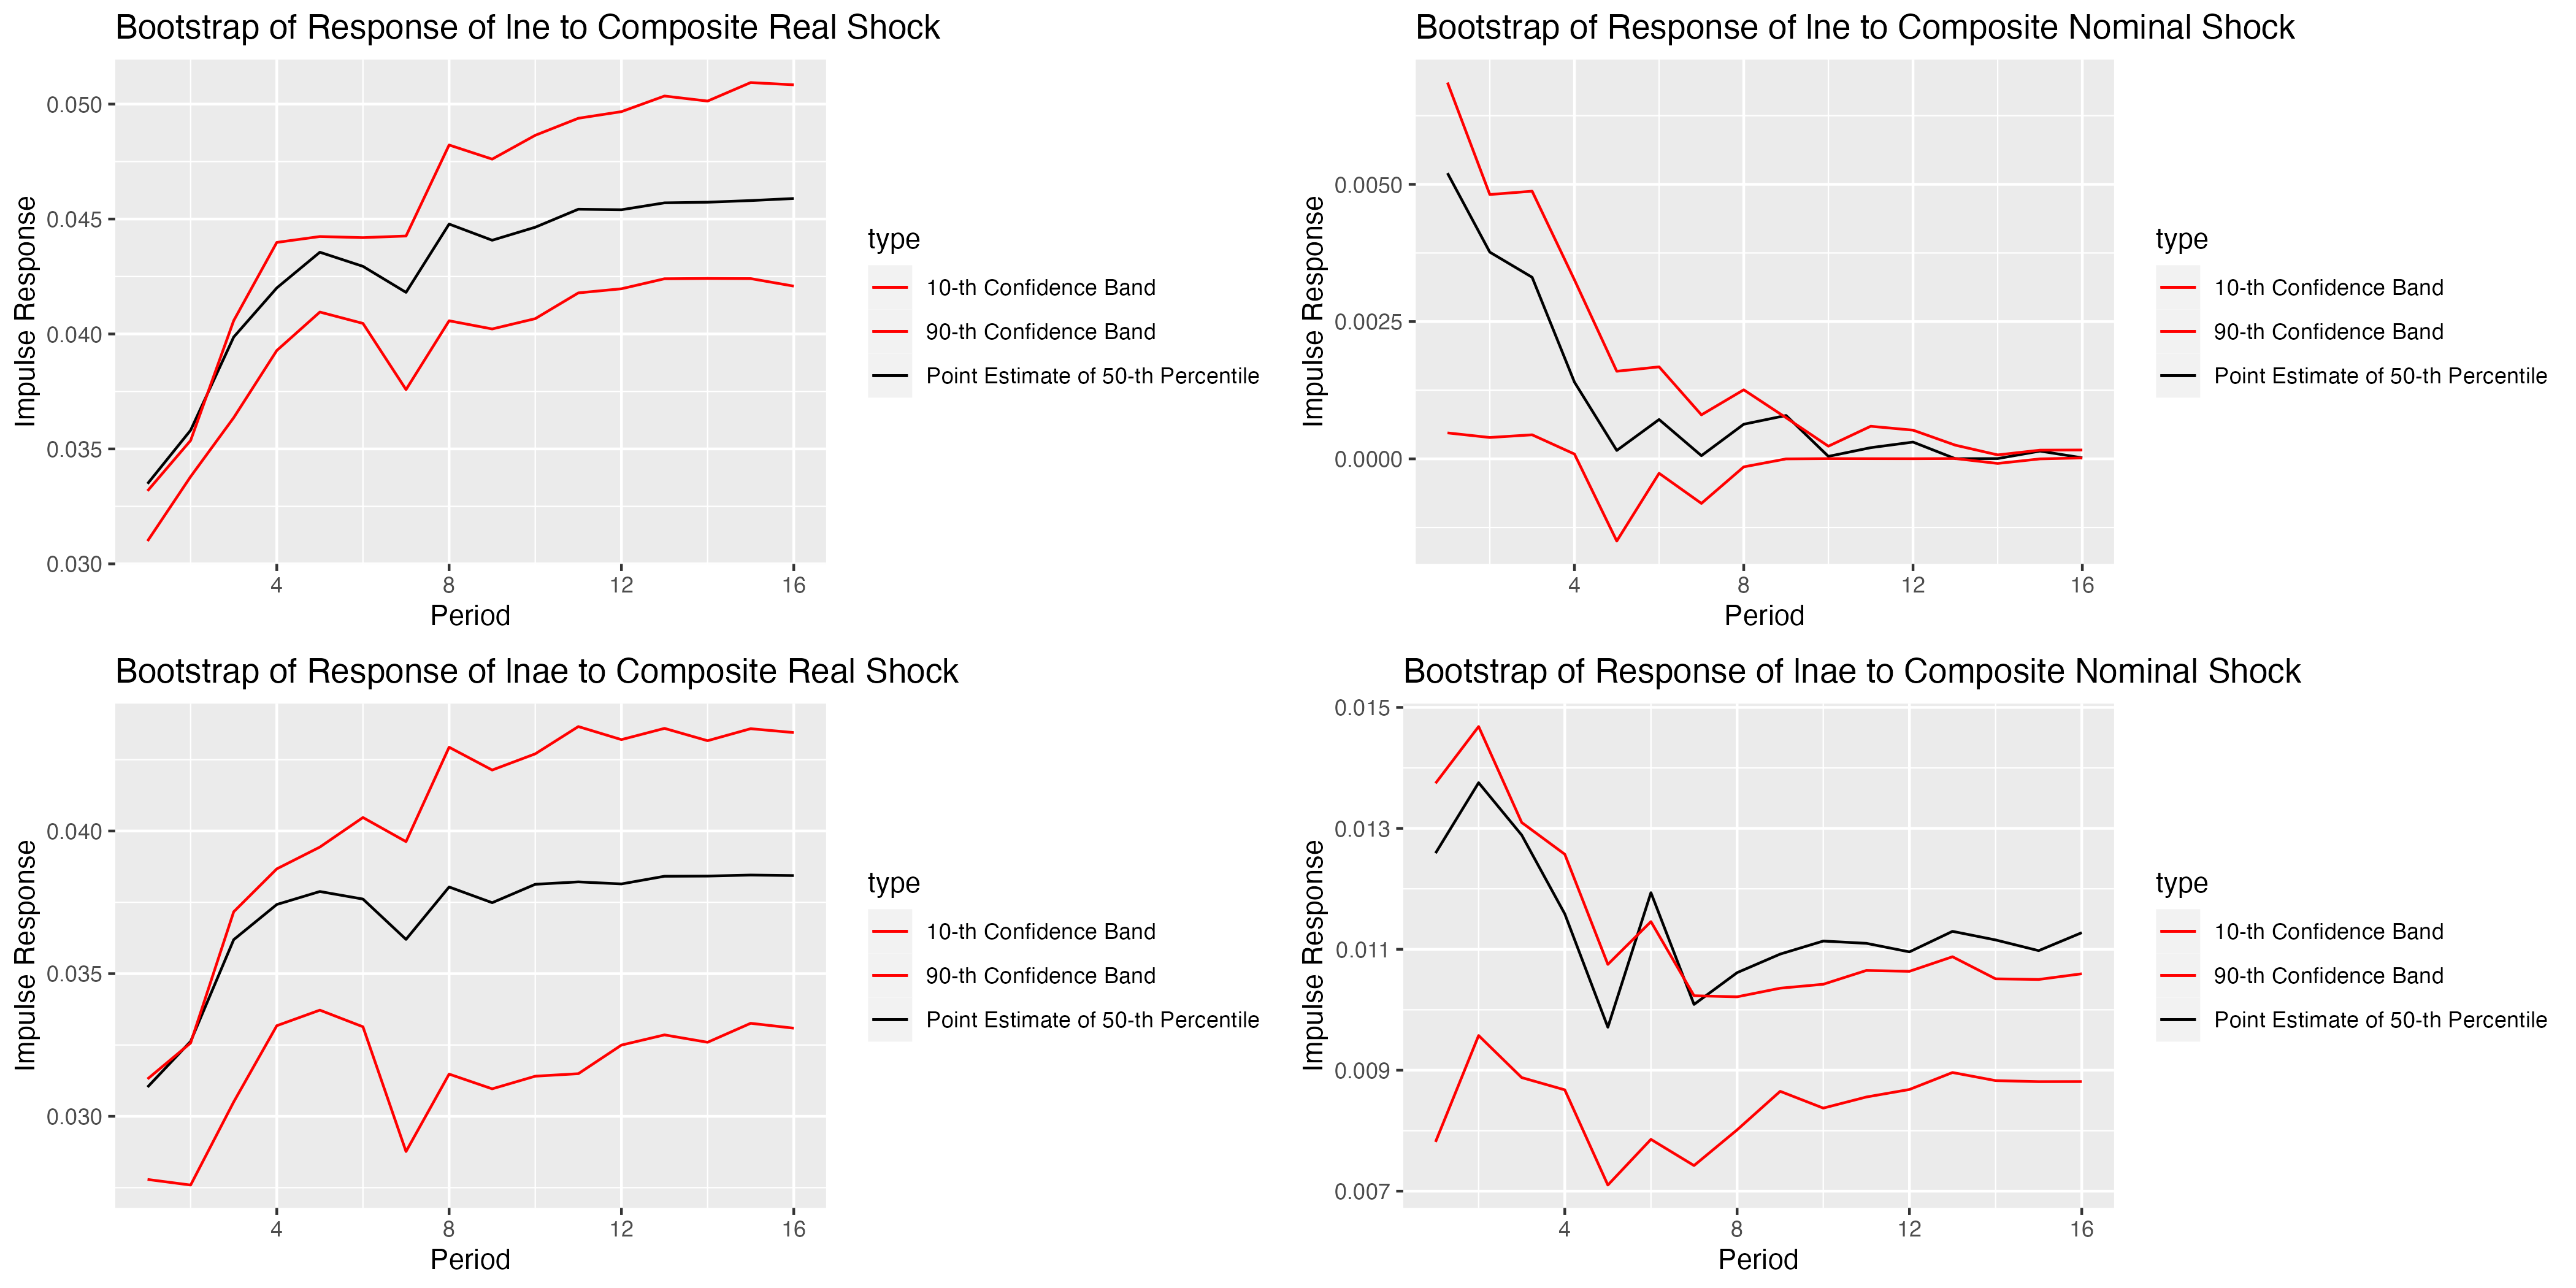 Bootstrap of Response of lne to Composite Real Shock
Impulse Response
0.050
0.045
0.040
0.035
0.030
4 8 12 16
Period
type
10-th Confidence Band
90-th Confidence Band
Point Estimate of 50-th Percentile
Bootstrap of Response of lne to Composite Nominal Shock
Impulse Response
0.0050
0.0025
0.0000
4 8 12 16
Period
type
10-th Confidence Band
90-th Confidence Band
Point Estimate of 50-th Percentile
Bootstrap of Response of lnae to Composite Real Shock
Impulse Response
0.040
0.035
0.030
4 8 12 16
Period
type
10-th Confidence Band
90-th Confidence Band
Point Estimate of 50-th Percentile
Bootstrap of Response of lnae to Composite Nominal Shock
Impulse Response
0.015
0.013
0.011
0.009
0.007
4 8 12 16
Period
type
10-th Confidence Band
90-th Confidence Band
Point Estimate of 50-th Percentile